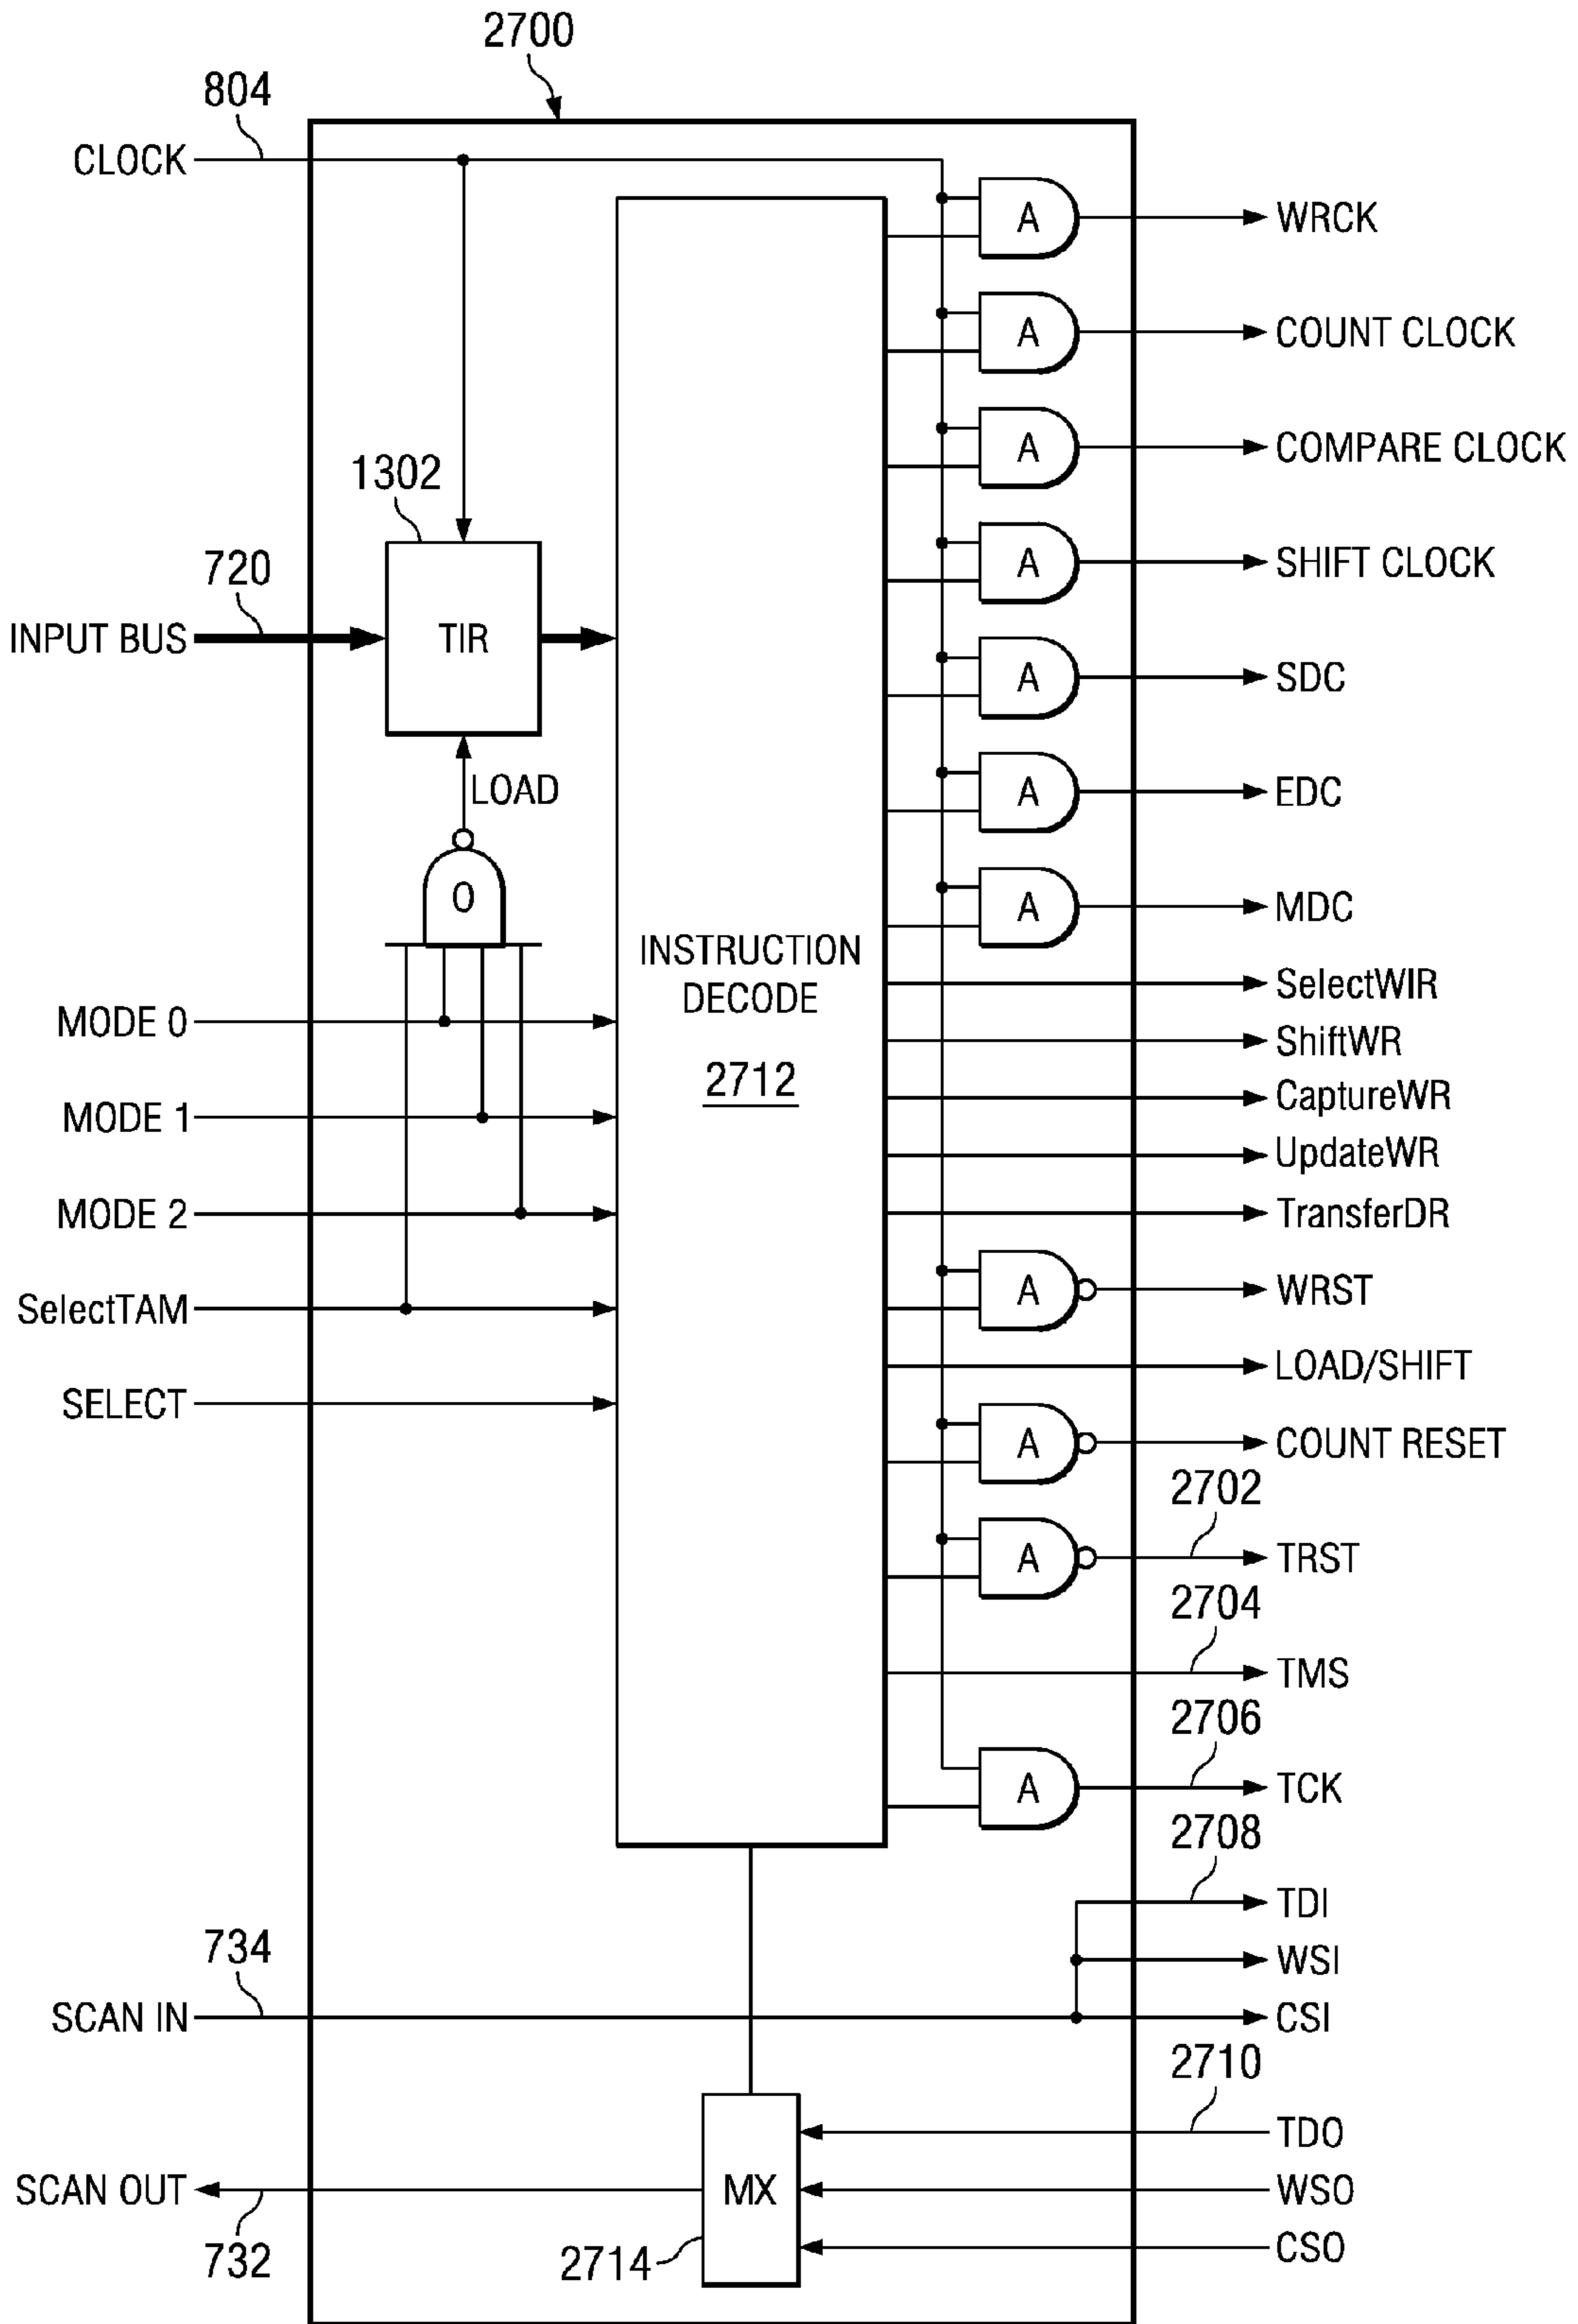 2700
804
CLOCK
A
WRCK
A
COUNT CLOCK
A
COMPARE CLOCK
1302
A
SHIFT CLOCK
720
INPUT BUS
TIR
A
SDC
LOAD
A
EDC
O
A
MDC
INSTRUCTION
DECODE
2712
SelectWIR
MODE 0
ShiftWR
CaptureWR
MODE 1
UpdateWR
MODE 2
TransferDR
A
WRST
SelectTAM
LOAD/SHIFT
SELECT
A
COUNT RESET
2702
A
TRST
2704
TMS
2706
A
TCK
2708
TDI
734
WSI
SCAN IN
CSI
2710
TDO
SCAN OUT
MX
WSO
732
2714
CSO